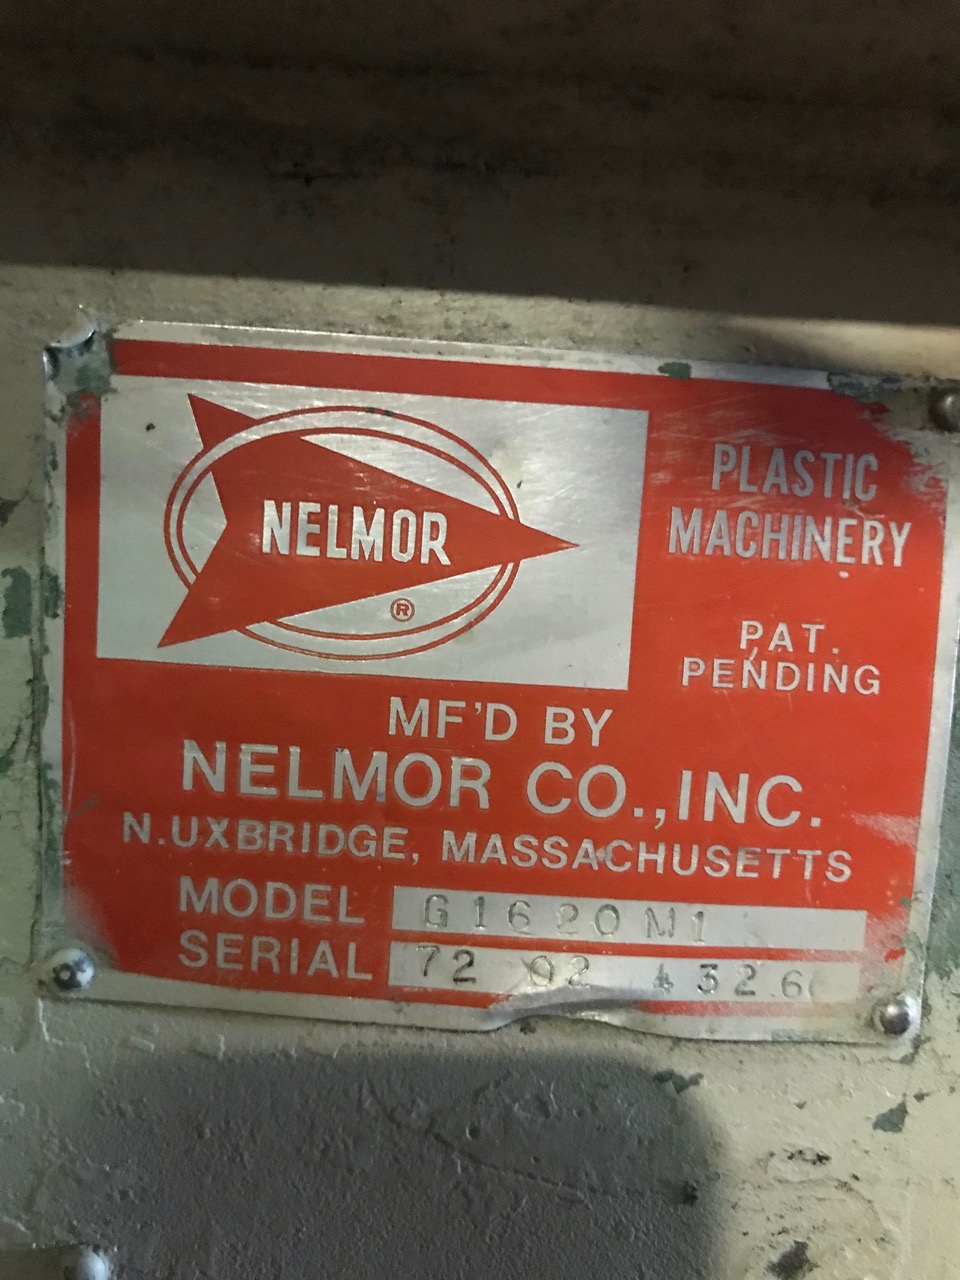 NELMOR
®
PLASTIC
MACHINERY
PAT.
PENDING
MF'D BY
NELMOR CO., INC.
N. UXBRIDGE, MASSACHUSETTS
MODEL G1620M1
SERIAL 72 02